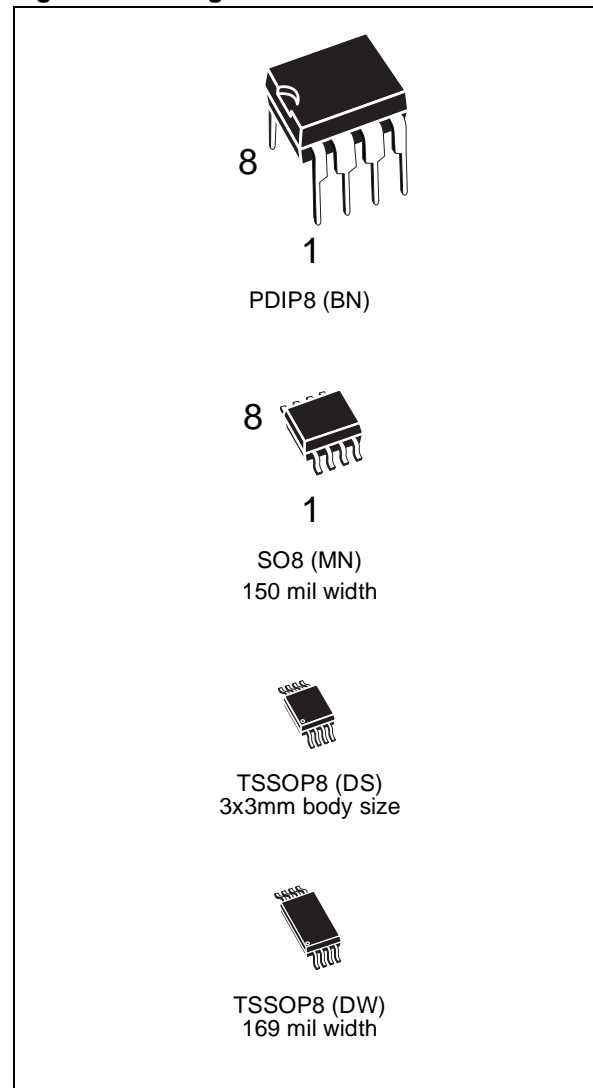 8
1
PDIP8 (BN)
8
1
SO8 (MN)
150 mil width
TSSOP8 (DS)
3x3mm body size
TSSOP8 (DW)
169 mil width